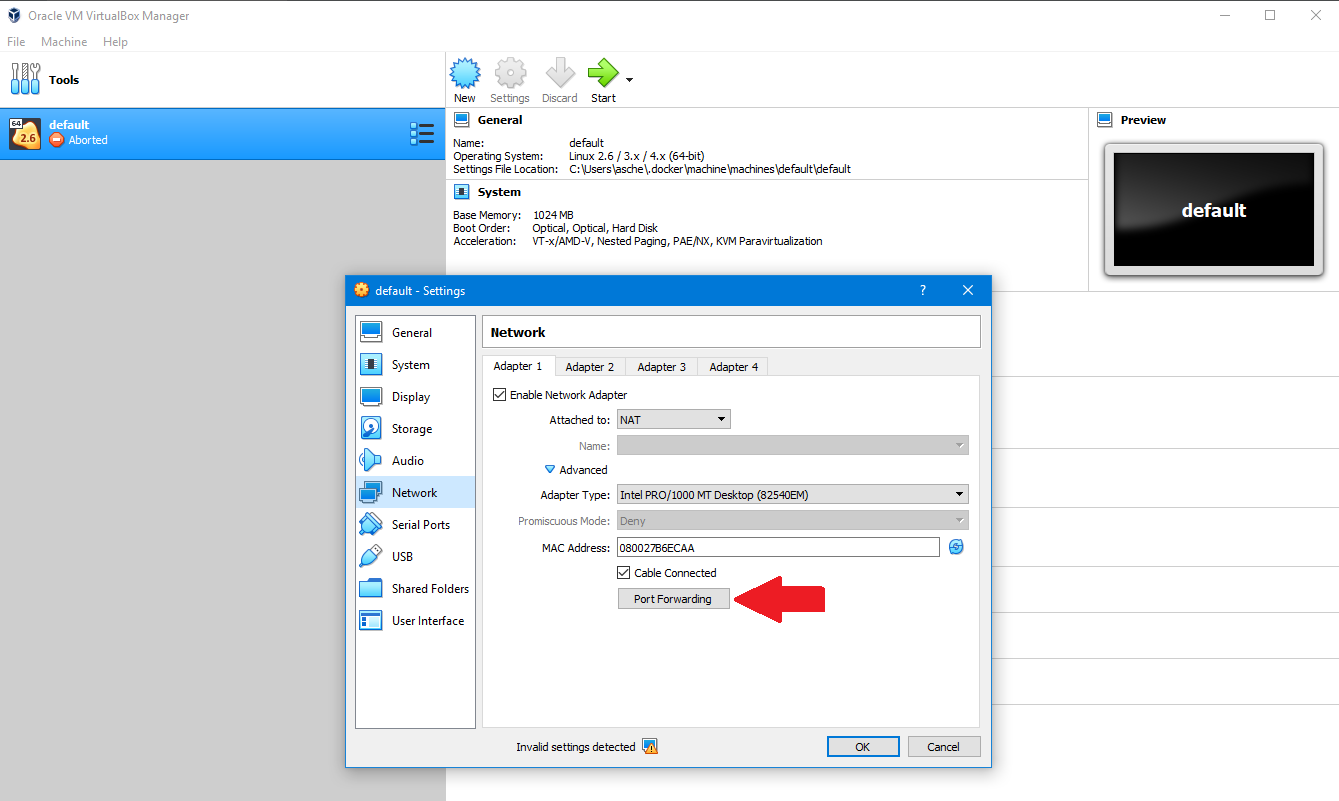 Oracle VM VirtualBox Manager
File Machine Help
Tools
New Settings Discard Start
64
2.6
default
Aborted
General
Name: default
Operating System: Linux 2.6 / 3.x / 4.x (64-bit)
Settings File Location: C:\Users\asche\.docker\machine\machines\default\default
System
Base Memory: 1024 MB
Boot Order: Optical, Optical, Hard Disk
Acceleration: VT-x/AMD-V, Nested Paging, PAE/NX, KVM Paravirtualization
Preview
default
default - Settings
?
General
System
Display
Storage
Audio
Network
Serial Ports
USB
Shared Folders
User Interface
Network
Adapter 1 Adapter 2 Adapter 3 Adapter 4
Enable Network Adapter
Attached to: NAT
Name:
Advanced
Adapter Type: Intel PRO/1000 MT Desktop (82540EM)
Promiscuous Mode: Deny
MAC Address: 080027B6ECAA
Cable Connected
Port Forwarding
Invalid settings detected
OK Cancel